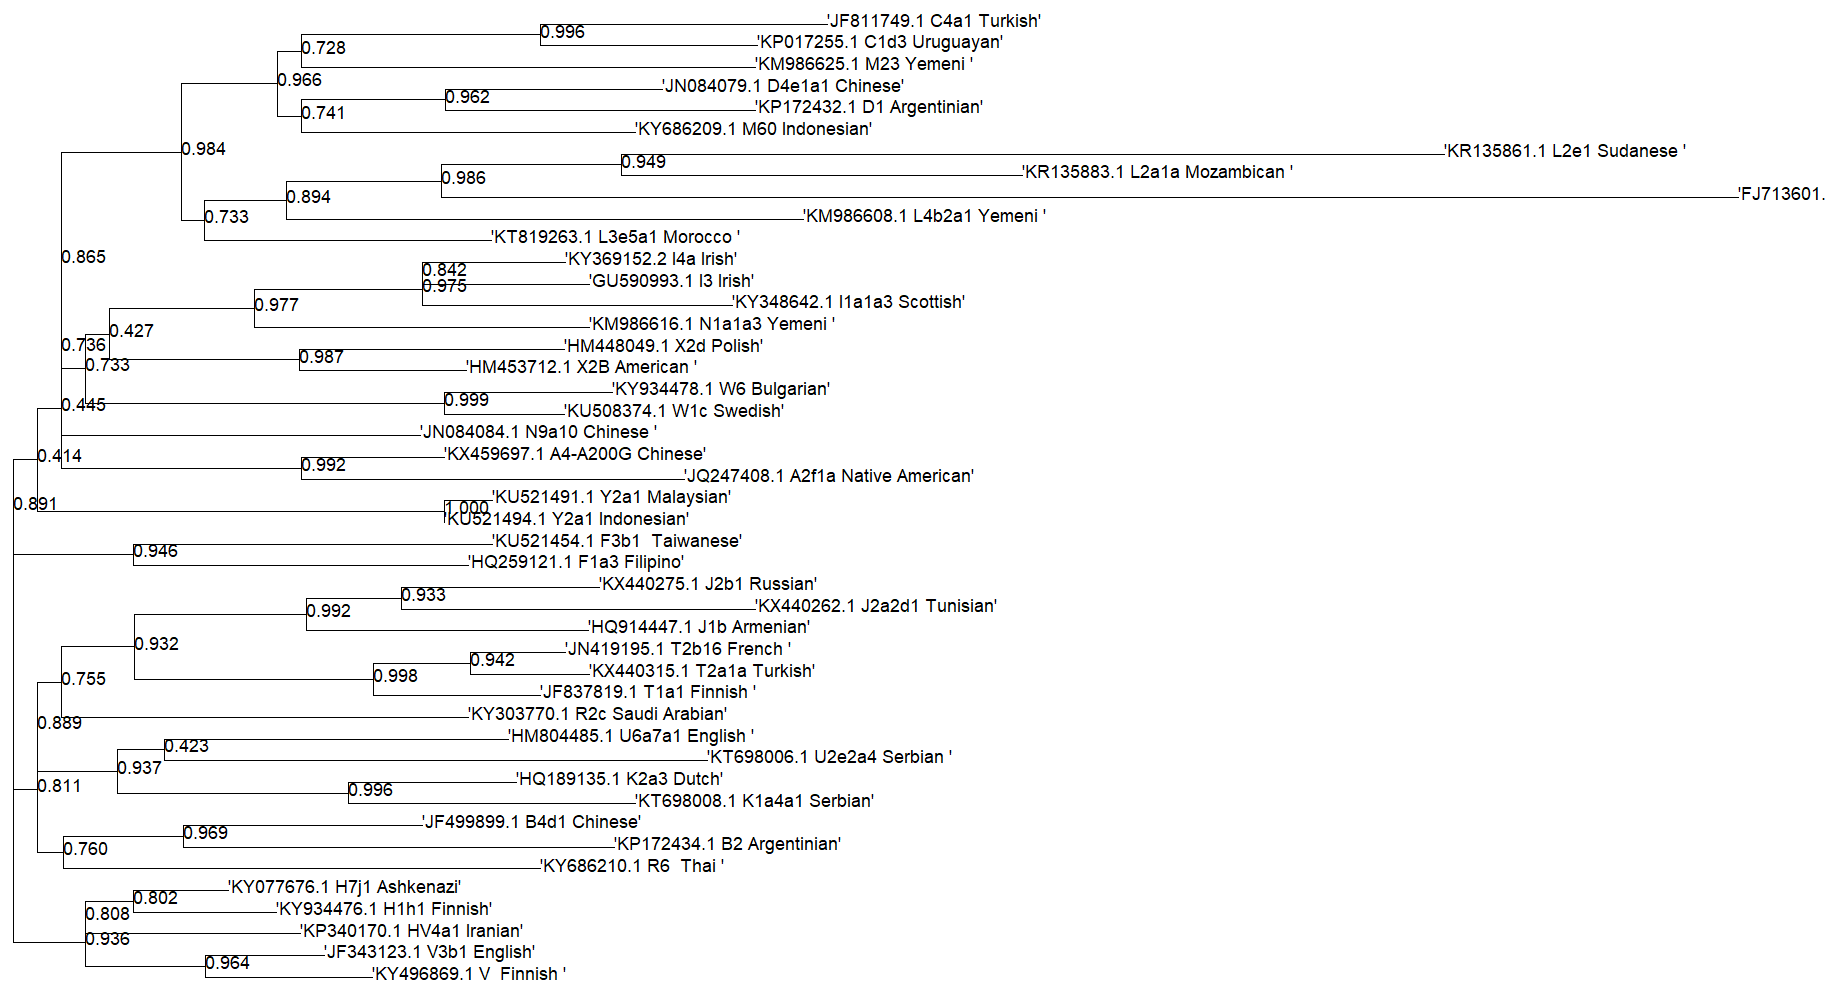 'JF811749.1 C4a1 Turkish'
0.996
'KP017255.1 C1d3 Uruguayan'
0.728
'KM986625.1 M23 Yemeni '
0.966
'JN084079.1 D4e1a1 Chinese'
0.962
'KP172432.1 D1 Argentinian'
0.741
'KY686209.1 M60 Indonesian'
0.984
'KR135861.1 L2e1 Sudanese '
0.949
'KR135883.1 L2a1a Mozambican '
0.986
'FJ713601.
0.894
'KM986608.1 L4b2a1 Yemeni '
0.733
'KT819263.1 L3e5a1 Morocco '
0.865
'KY369152.2 I4a Irish'
0.842
'GU590993.1 I3 Irish'
0.975
'KY348642.1 I1a1a3 Scottish'
0.977
'KM986616.1 N1a1a3 Yemeni '
0.427
0.736
'HM448049.1 X2d Polish'
0.987
0.733
'HM453712.1 X2B American '
'KY934478.1 W6 Bulgarian'
0.999
0.445
'KU508374.1 W1c Swedish'
'JN084084.1 N9a10 Chinese '
0.414
'KX459697.1 A4-A200G Chinese'
0.992
'JQ247408.1 A2f1a Native American'
'KU521491.1 Y2a1 Malaysian'
0.891
1.000
'KU521494.1 Y2a1 Indonesian'
'KU521454.1 F3b1  Taiwanese'
0.946
'HQ259121.1 F1a3 Filipino'
'KX440275.1 J2b1 Russian'
0.933
'KX440262.1 J2a2d1 Tunisian'
0.992
'HQ914447.1 J1b Armenian'
0.932
'JN419195.1 T2b16 French '
0.942
'KX440315.1 T2a1a Turkish'
0.998
0.755
'JF837819.1 T1a1 Finnish '
'KY303770.1 R2c Saudi Arabian'
0.889
'HM804485.1 U6a7a1 English '
0.423
'KT698006.1 U2e2a4 Serbian '
0.937
'HQ189135.1 K2a3 Dutch'
0.811
0.996
'KT698008.1 K1a4a1 Serbian'
'JF499899.1 B4d1 Chinese'
0.969
'KP172434.1 B2 Argentinian'
0.760
'KY686210.1 R6  Thai '
'KY077676.1 H7j1 Ashkenazi'
0.802
'KY934476.1 H1h1 Finnish'
0.808
'KP340170.1 HV4a1 Iranian'
0.936
'JF343123.1 V3b1 English'
0.964
'KY496869.1 V  Finnish '